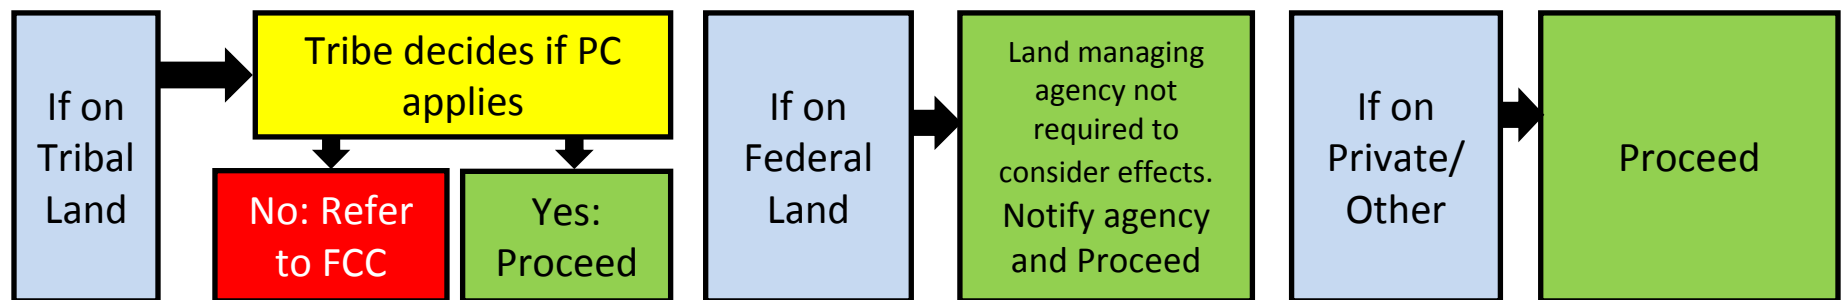 If on
Tribal
Land
Tribe decides if PC
applies
No: Refer
to FCC
Yes:
Proceed
If on
Federal
Land
Land managing
agency not
required to
consider effects.
Notify agency
and Proceed
If on
Private/
Other
Proceed